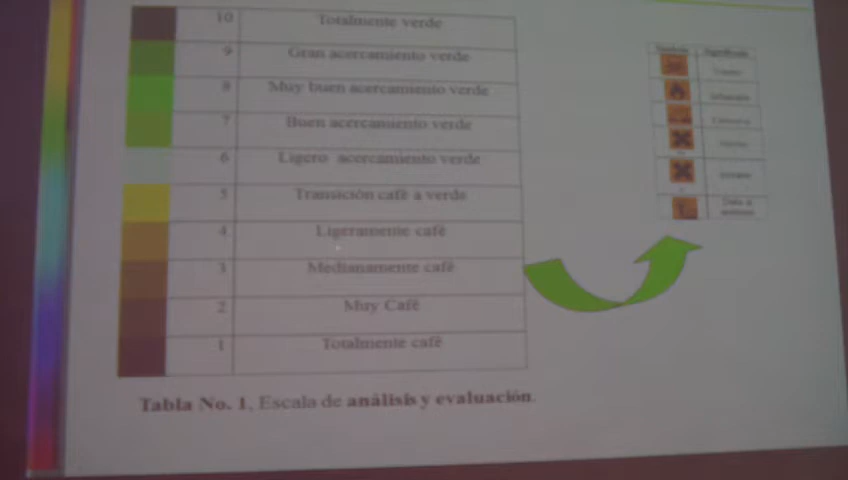 10 Totalmente verde
9 Gran acercamiento verde
8 Muy buen acercamiento verde
7 Buen acercamiento verde
6 Ligero acercamiento verde
5 Transición café a verde
4 Ligeramente café
3 Medianamente café
2 Muy Café
1 Totalmente café
Tabla No. 1, Escala de análisis y evaluación.